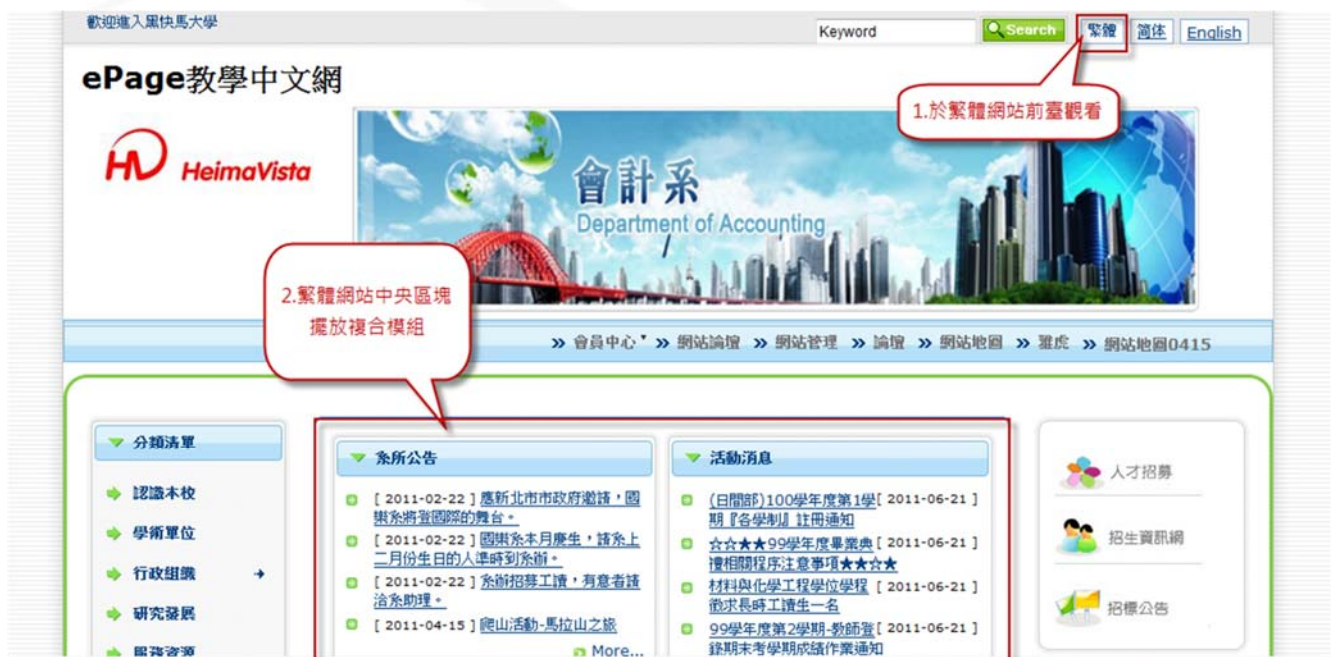 歡迎進入黑快馬大學
Keyword
Search
繁體
简体
English
ePage教學中文網
1.於繁體網站前臺觀看
HeimaVista
會計系
Department of Accounting
2.繁體網站中央區塊
擺放複合模組
» 會員中心 » 網站論壇 » 網站管理 » 論壇 » 網站地圖 » 雅虎 » 網站地圖0415
分類清單
認識本校
學術單位
行政組織
研究發展
服務資源
系所公告
[ 2011-02-22 ] 應新北市市政府邀請，國
樂系將登國際的舞台。
[ 2011-02-22 ] 國樂系本月慶生，請系上
二月份生日的人準時到系辦。
[ 2011-02-22 ] 系辦招募工讀，有意者請
洽系助理。
[ 2011-04-15 ] 爬山活動-馬拉山之旅
More...
活動消息
(日間部)100學年度第1學[ 2011-06-21 ]
期『各學制』註冊通知
☆☆★★99學年度畢業典[ 2011-06-21 ]
禮相關程序注意事項★★☆★
材料與化學工程學位學程 [ 2011-06-21 ]
徵求長時工讀生一名
99學年度第2學期-教師登[ 2011-06-21 ]
錄期末考學期成績作業通知
人才招募
招生資訊網
招標公告